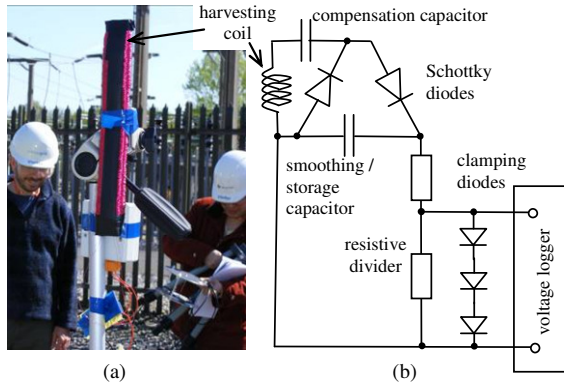 harvesting
coil
compensation capacitor
Schottky
diodes
smoothing /
storage
capacitor
clamping
diodes
resistive
divider
voltage logger
(a)
(b)